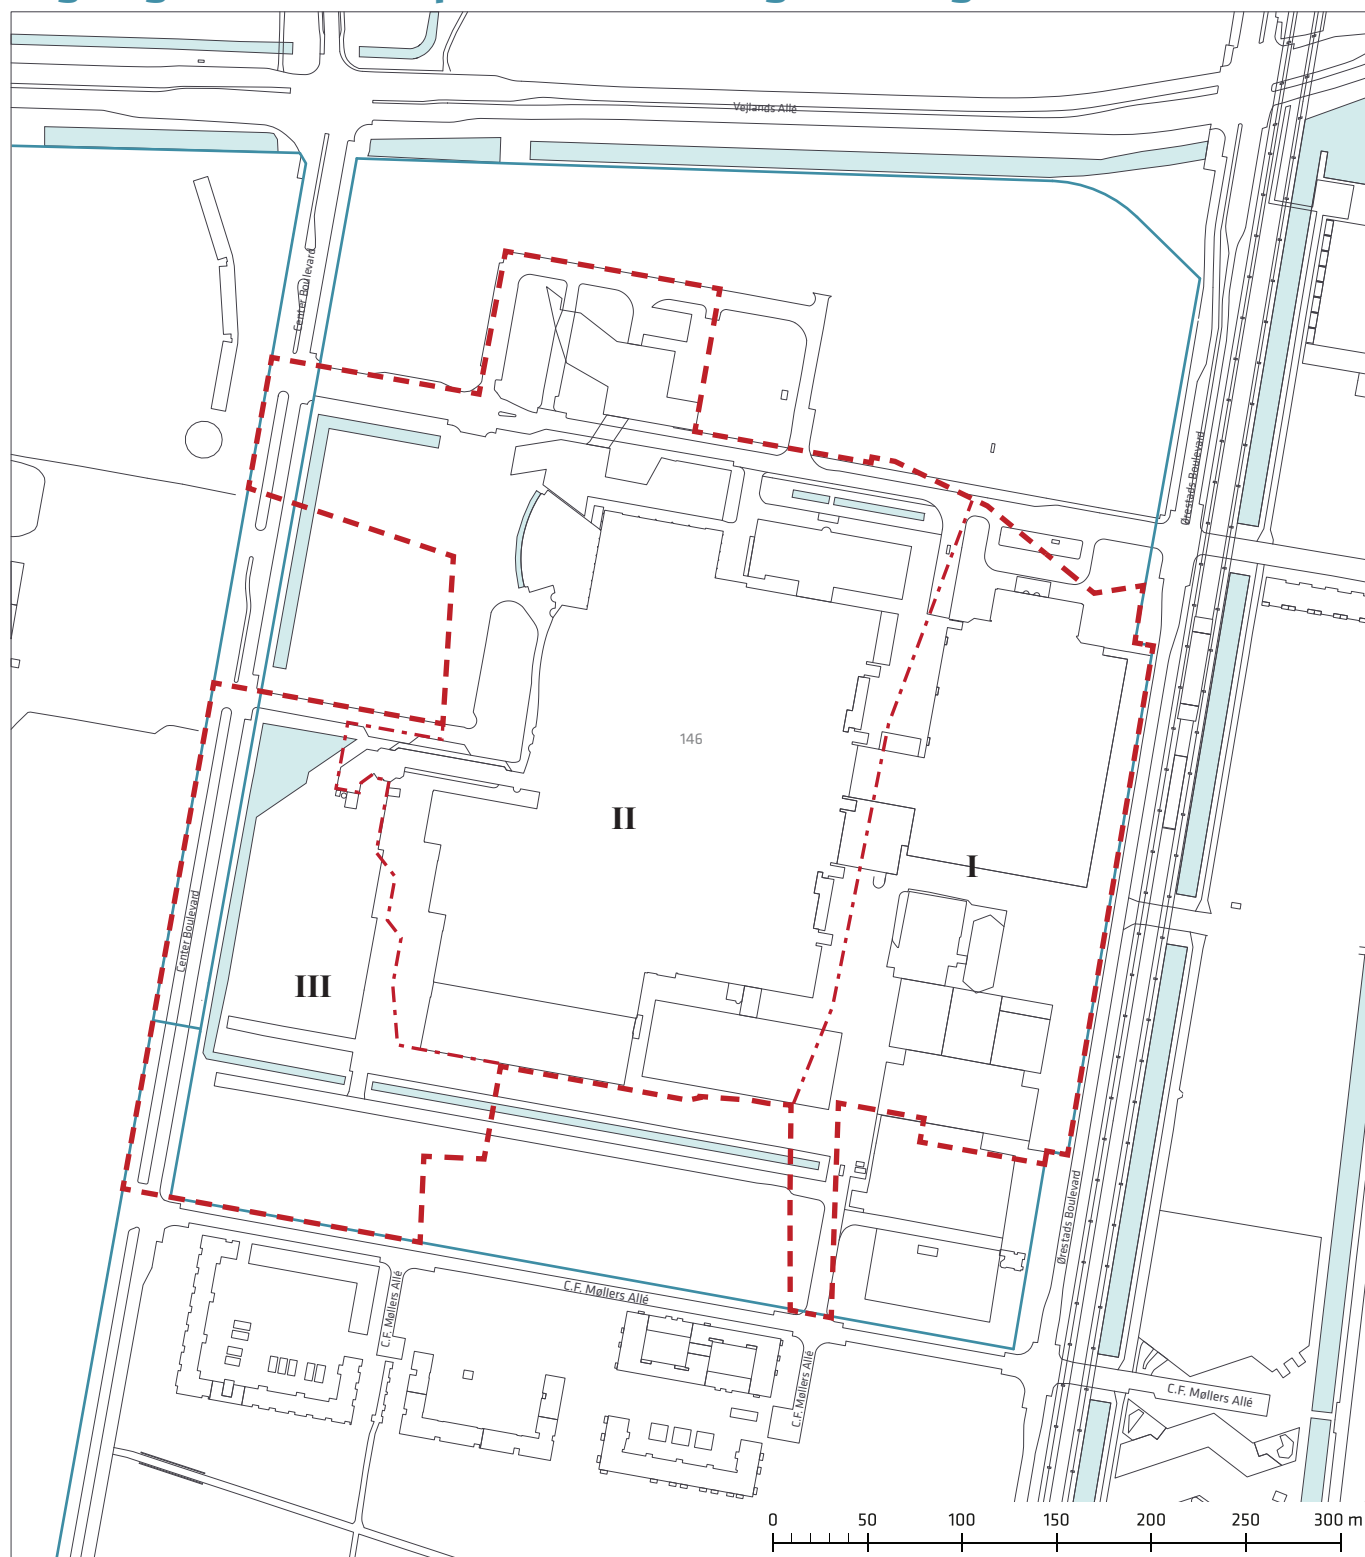 Vejlands Allé
Center Boulevard
Ørestads Boulevard
146
II
I
Center Boulevard
III
Ørestads Boulevard
C.F. Møllers Allé
C.F. Møllers Allé
C.F. Møllers Allé
C.F. Møllers Allé
0 50 100 150 200 250 300 m